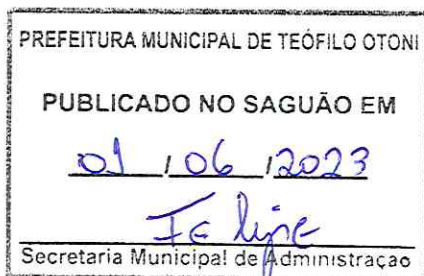 PREFEITURA MUNICIPAL DE TEÓFILO OTONI
PUBLICADO NO SAGUÃO EM
01 / 06 / 2023
Felipe
Secretaria Municipal de Administração